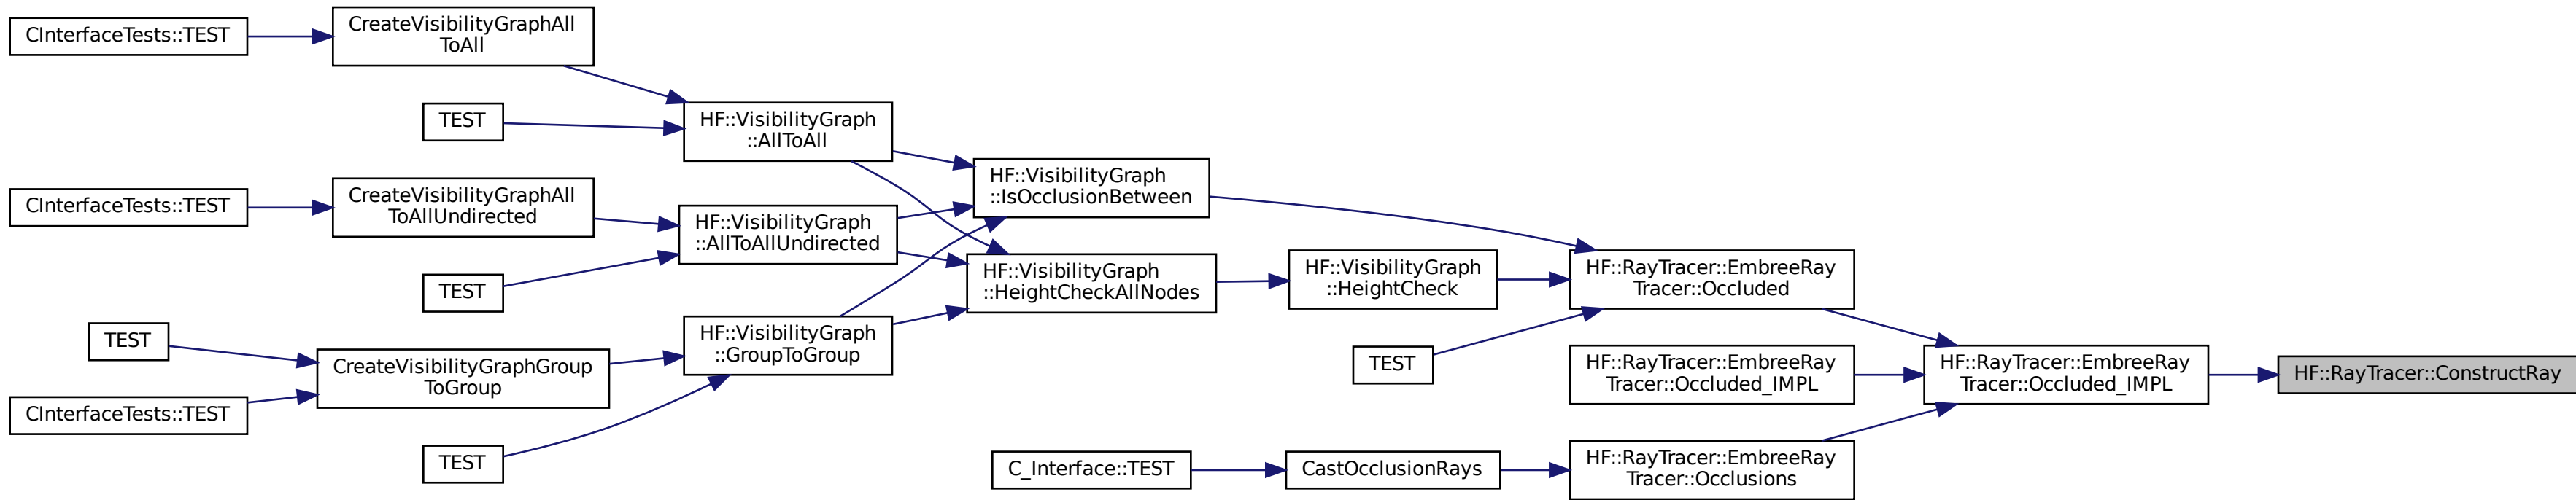 CInterfaceTests::TEST
CreateVisibilityGraphAll
ToAll
TEST
HF::VisibilityGraph
::AllToAll
CInterfaceTests::TEST
CreateVisibilityGraphAll
ToAllUndirected
TEST
HF::VisibilityGraph
::AllToAllUndirected
TEST
CInterfaceTests::TEST
CreateVisibilityGraphGroup
ToGroup
TEST
HF::VisibilityGraph
::GroupToGroup
HF::VisibilityGraph
::IsOcclusionBetween
HF::VisibilityGraph
::HeightCheckAllNodes
HF::VisibilityGraph
::HeightCheck
TEST
C_Interface::TEST
CastOcclusionRays
HF::RayTracer::EmbreeRay
Tracer::Occluded
HF::RayTracer::EmbreeRay
Tracer::Occluded_IMPL
HF::RayTracer::EmbreeRay
Tracer::Occlusions
HF::RayTracer::EmbreeRay
Tracer::Occluded_IMPL
HF::RayTracer::ConstructRay